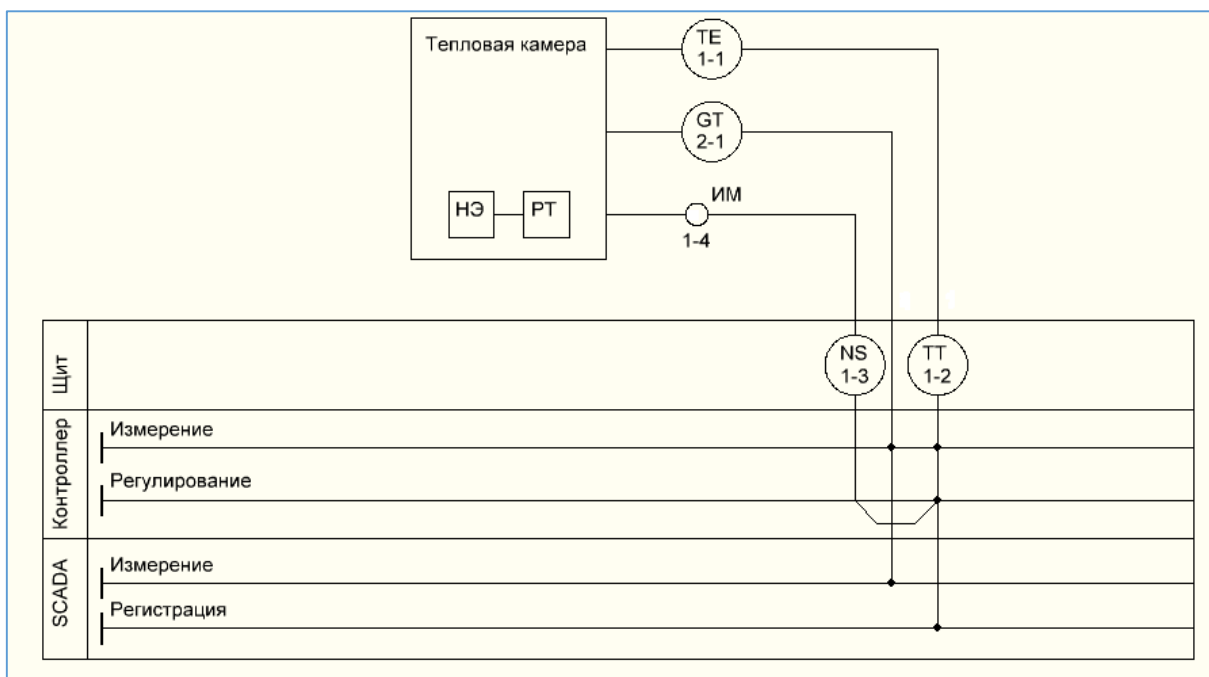 Тепловая камера
TE
1-1
GT
2-1
НЭ
РТ
ИМ
1-4
Щит
NS
1-3
TT
1-2
Контроллер
Измерение
Регулирование
SCADA
Измерение
Регистрация